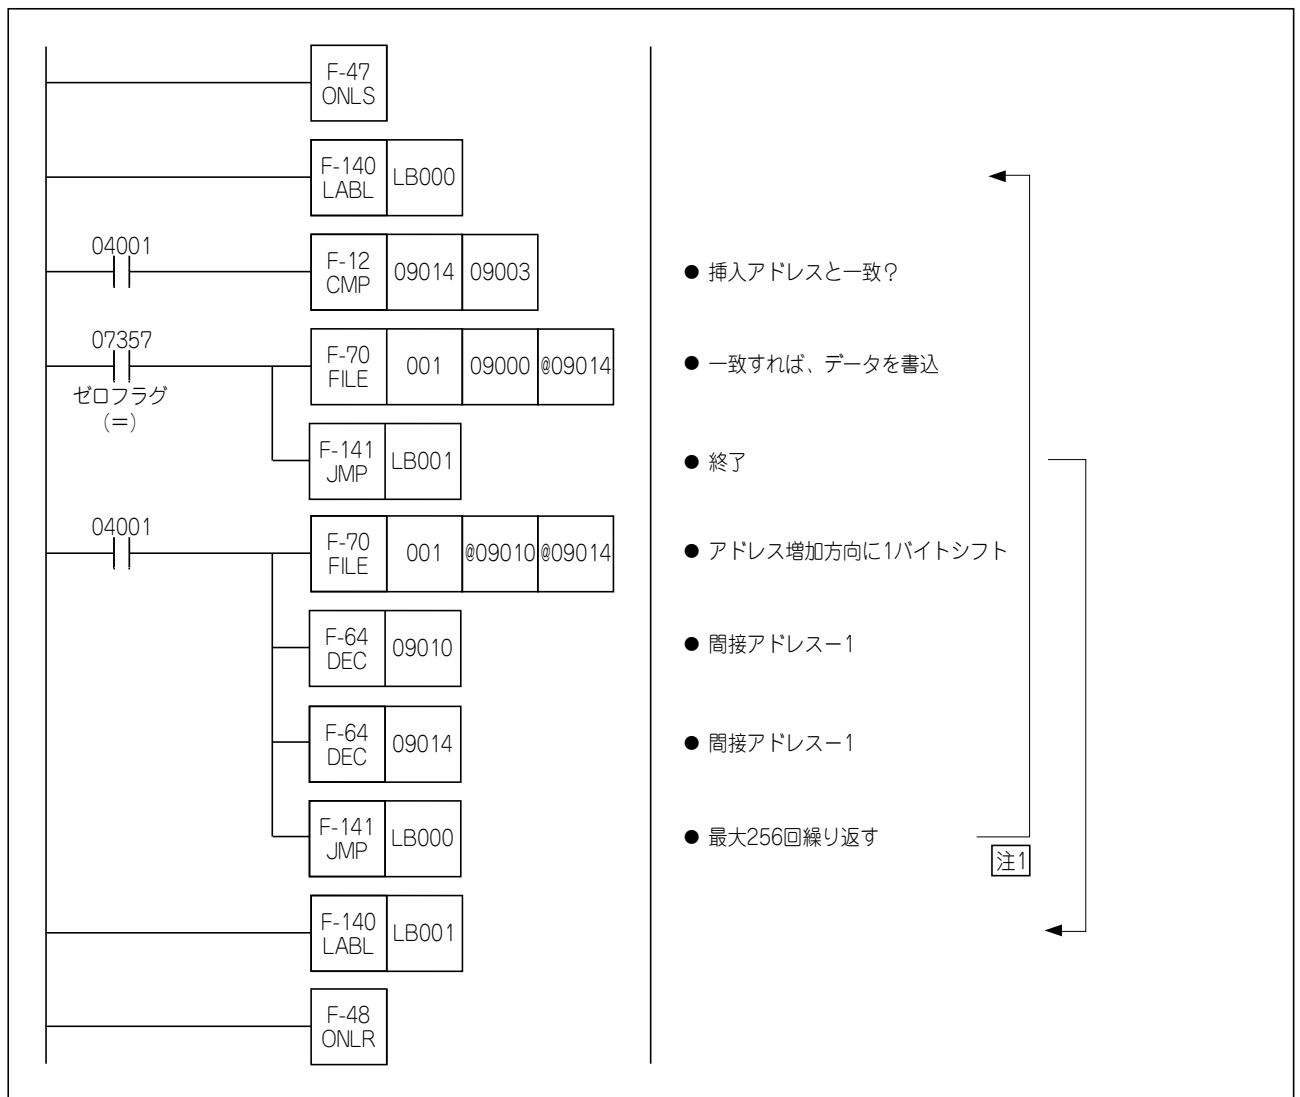 F-47
ONLS
F-140
LABL
LB000
04001
F-12
CMP
09014
09003
● 挿入アドレスと一致?
07357
ゼロフラグ
(=)
F-70
FILE
001
09000
@09014
● 一致すれば、データを書込
F-141
JMP
LB001
● 終了
04001
F-70
FILE
001
@09010
@09014
● アドレス増加方向に1バイトシフト
F-64
DEC
09010
● 間接アドレス-1
F-64
DEC
09014
● 間接アドレス-1
F-141
JMP
LB000
● 最大256回繰り返す
注1
F-140
LABL
LB001
F-48
ONLR